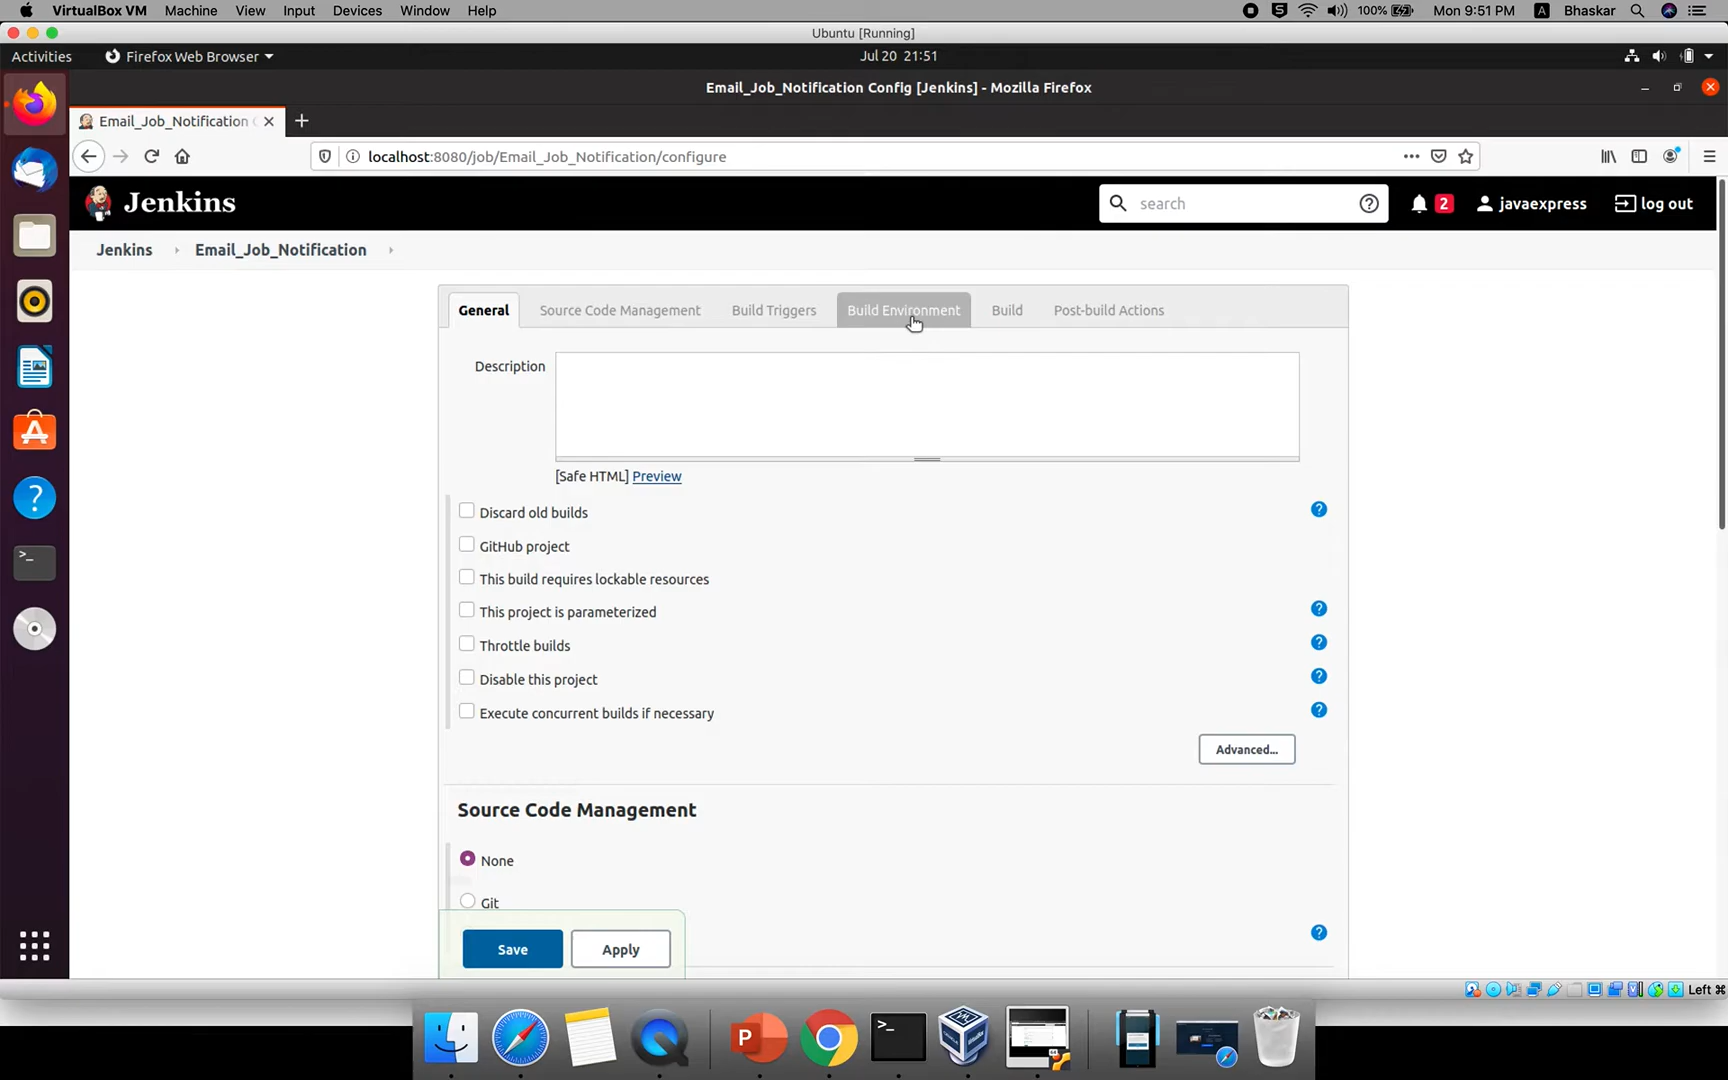 VirtualBox VM Machine View Input Devices Window Help
100% Mon 9:51 PM A Bhaskar
Ubuntu [Running]
Activities Firefox Web Browser Jul 20 21:51
Email_Job_Notification Config [Jenkins] - Mozilla Firefox
Email_Job_Notification
localhost:8080/job/Email_Job_Notification/configure
Jenkins search 2 javaexpress log out
Jenkins Email_Job_Notification
General Source Code Management Build Triggers Build Environment Build Post-build Actions
Description
[Safe HTML] Preview
Discard old builds
GitHub project
This build requires lockable resources
This project is parameterized
Throttle builds
Disable this project
Execute concurrent builds if necessary
Advanced...
Source Code Management
None
Git
Save Apply
Left ⌘